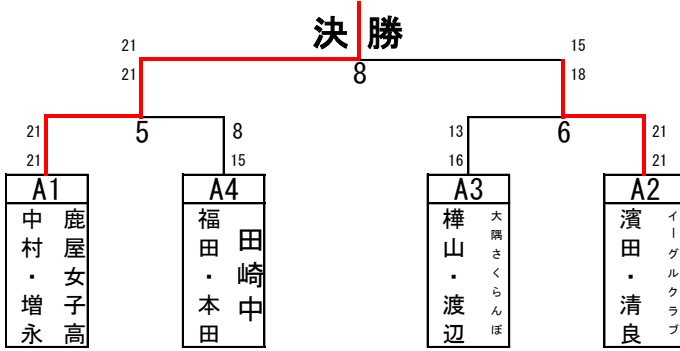 決勝
21
15
21
18
8
21
5
8
13
6
21
21
15
16
21
A1
A4
A3
A2
鹿屋女子高
中村・増永
田崎中
福田・本田
大隅さくらんぼ
樺山・渡辺
イーグルクラブ
濱田・清良